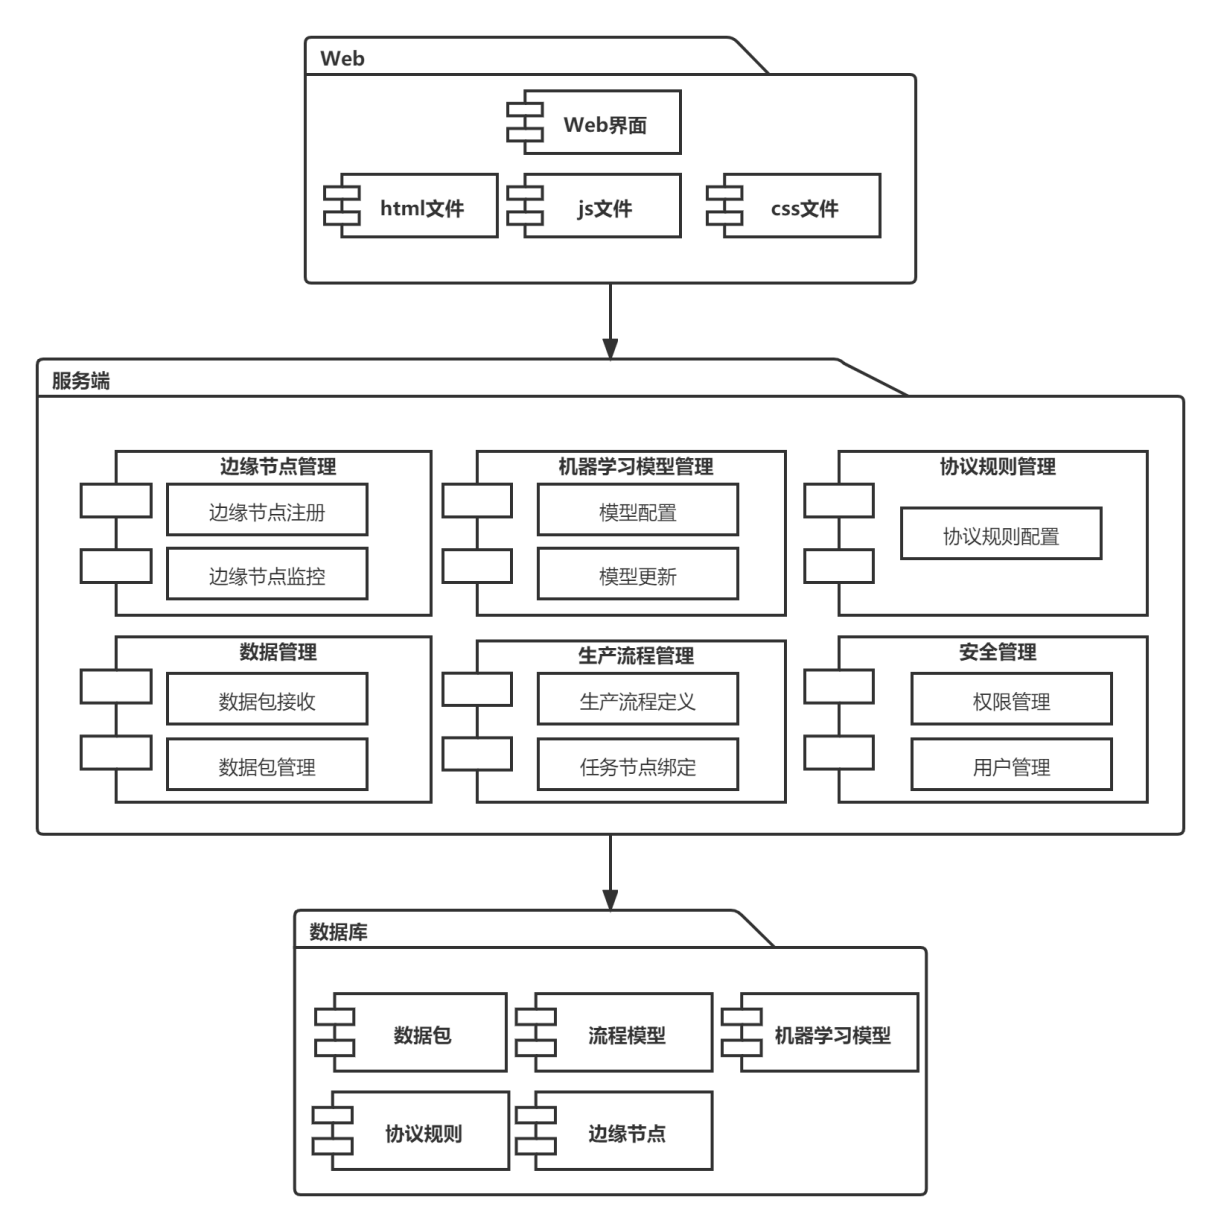 Web
Web界面
html文件
js文件
css文件
服务端
边缘节点管理
边缘节点注册
边缘节点监控
机器学习模型管理
模型配置
模型更新
协议规则管理
协议规则配置
数据管理
数据包接收
数据包管理
生产流程管理
生产流程定义
任务节点绑定
安全管理
权限管理
用户管理
数据库
数据包
流程模型
机器学习模型
协议规则
边缘节点